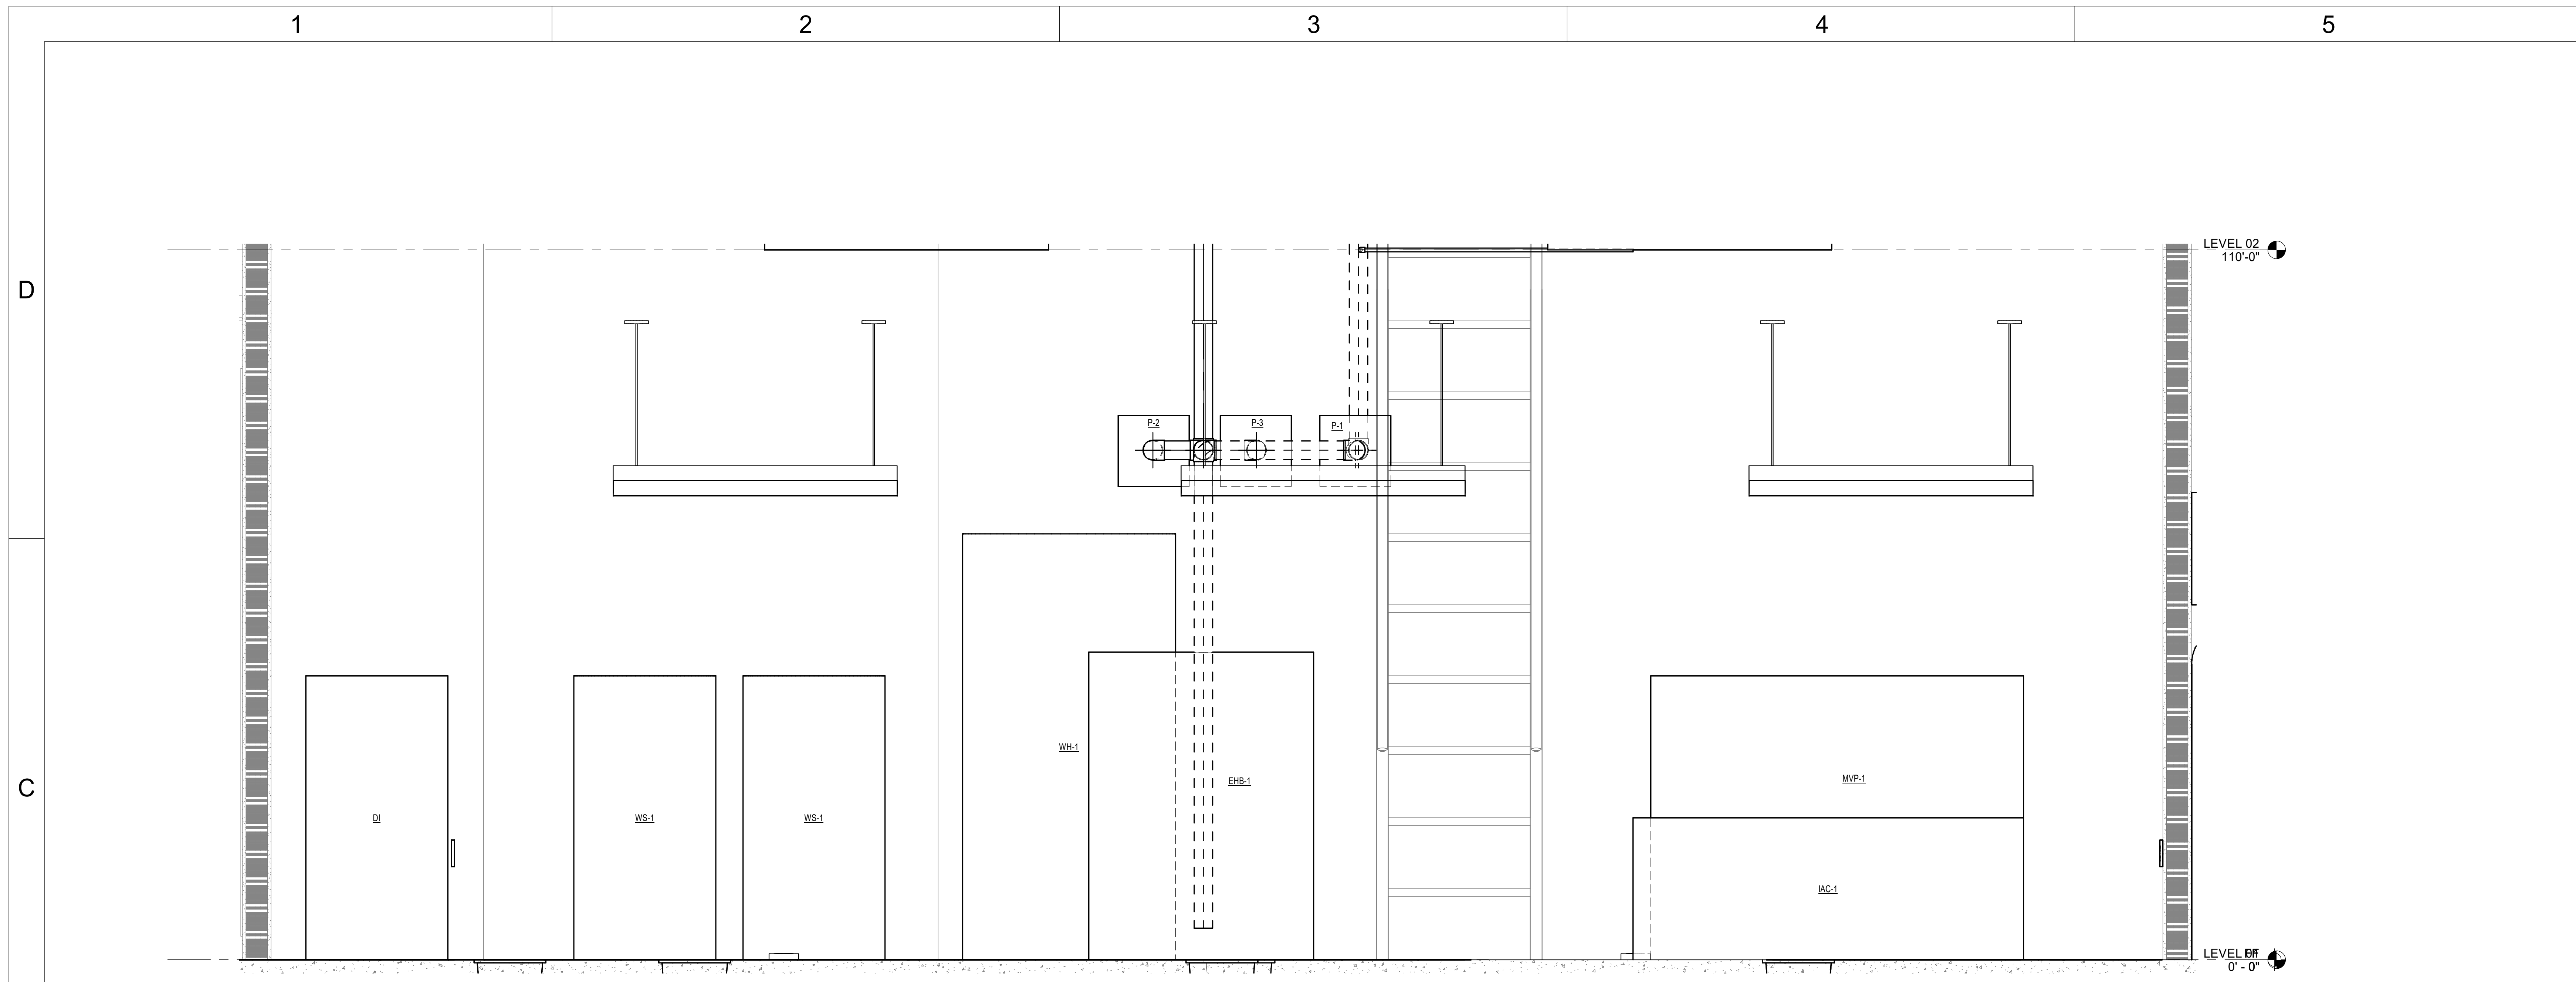 1
2
3
4
5
D
LEVEL 02
110'-0"
P-2
P-3
P-1
C
WH-1
MVP-1
EHB-1
DI
WS-1
WS-1
IAC-1
LEVEL
0' - 0"